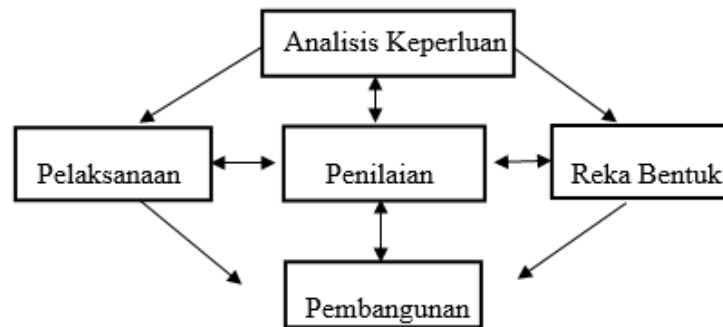 Analisis Keperluan
Pelaksanaan
Penilaian
Reka Bentuk
Pembangunan